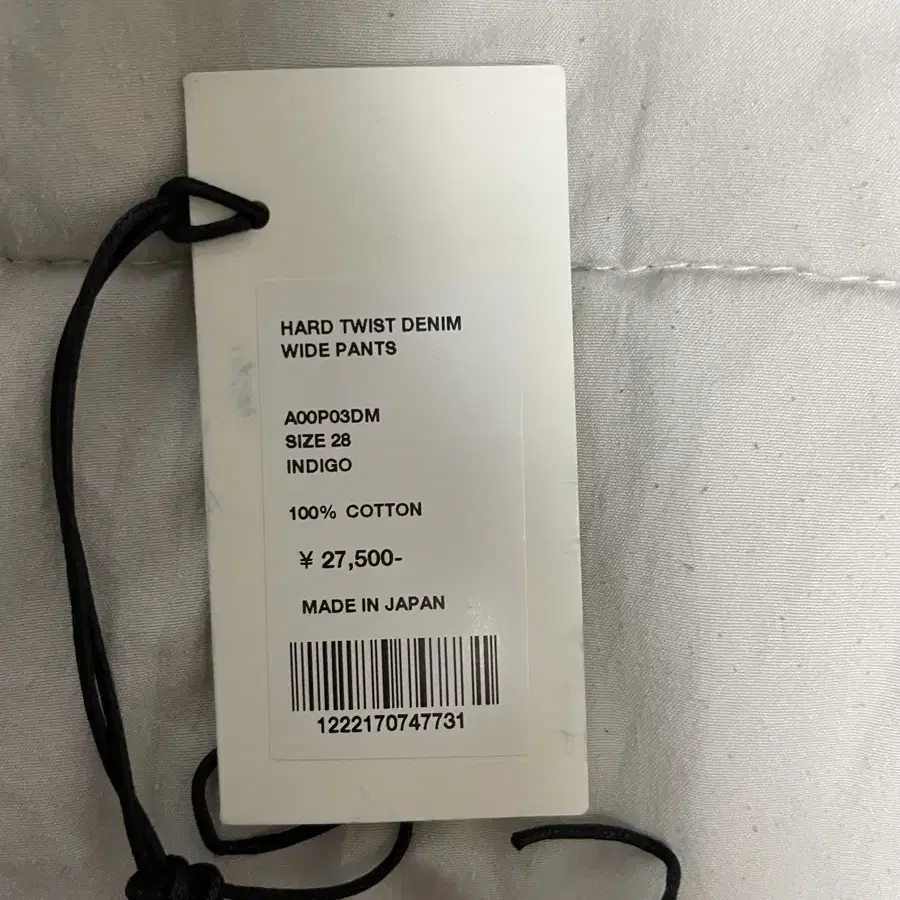 HARD TWIST DENIM
WIDE PANTS
A00P03DM
SIZE 28
INDIGO
100% COTTON
¥ 27,500-
MADE IN JAPAN
1222170747731